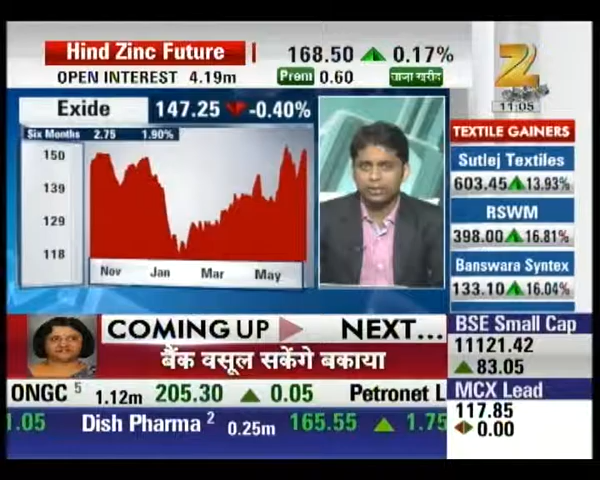 Hind Zinc Future
168.50 0.17%
OPEN INTEREST 4.19m
Prem 0.60
ताजा खरीद
11:05
Exide 147.25 -0.40%
Six Months 2.75 1.90%
150
139
129
118
Nov Jan Mar May
TEXTILE GAINERS
Sutlej Textiles
603.45 13.93%
RSWM
398.00 16.81%
Banswara Syntex
133.10 16.04%
COMING UP NEXT...
बैंक वसूल सकेंगे बकाया
BSE Small Cap
11121.42
83.05
ONGC 5 1.12m 205.30 0.05 Petronet L
MCX Lead
117.85
0.00
1.05 Dish Pharma 2 0.25m 165.55 1.75